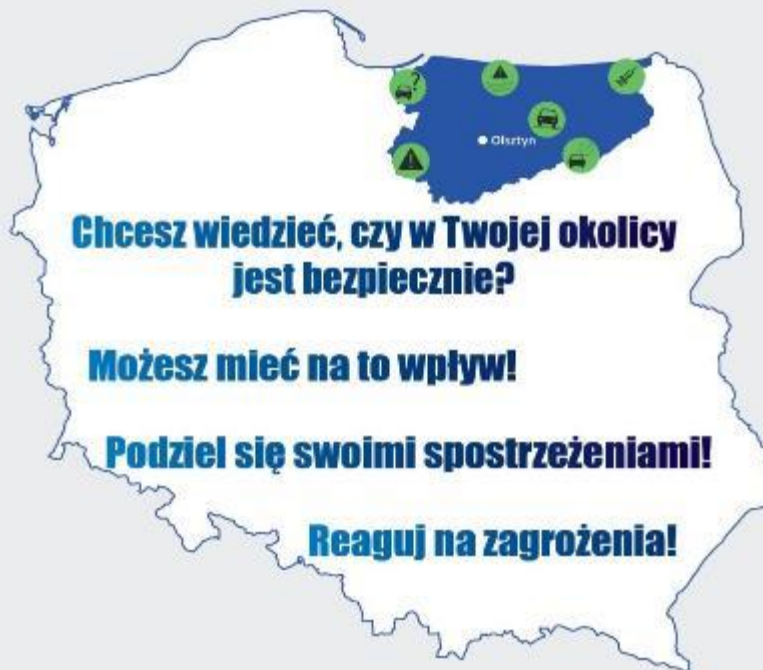 Olsztyn
Chcesz wiedzieć, czy w Twojej okolicy
jest bezpiecznie?
Możesz mieć na to wpływ!
Podziel się swoimi spostrzeżeniami!
Reaguj na zagrożenia!